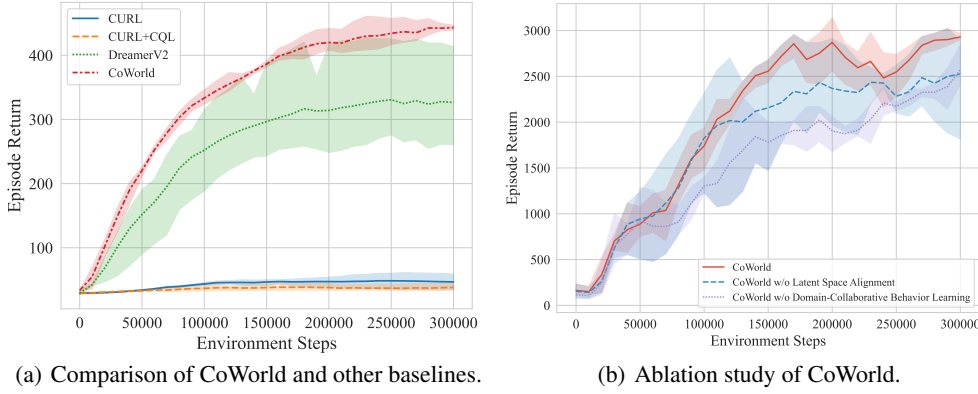 CURL
CURL+CQL
DreamerV2
CoWorld
Episode Return
400
300
200
100
0 50000 100000 150000 200000 250000 300000
Environment Steps
(a) Comparison of CoWorld and other baselines.
Episode Return
3000
2500
2000
1500
1000
500
0
CoWorld
CoWorld w/o Latent Space Alignment
CoWorld w/o Domain-Collaborative Behavior Learning
0 50000 100000 150000 200000 250000 300000
Environment Steps
(b) Ablation study of CoWorld.